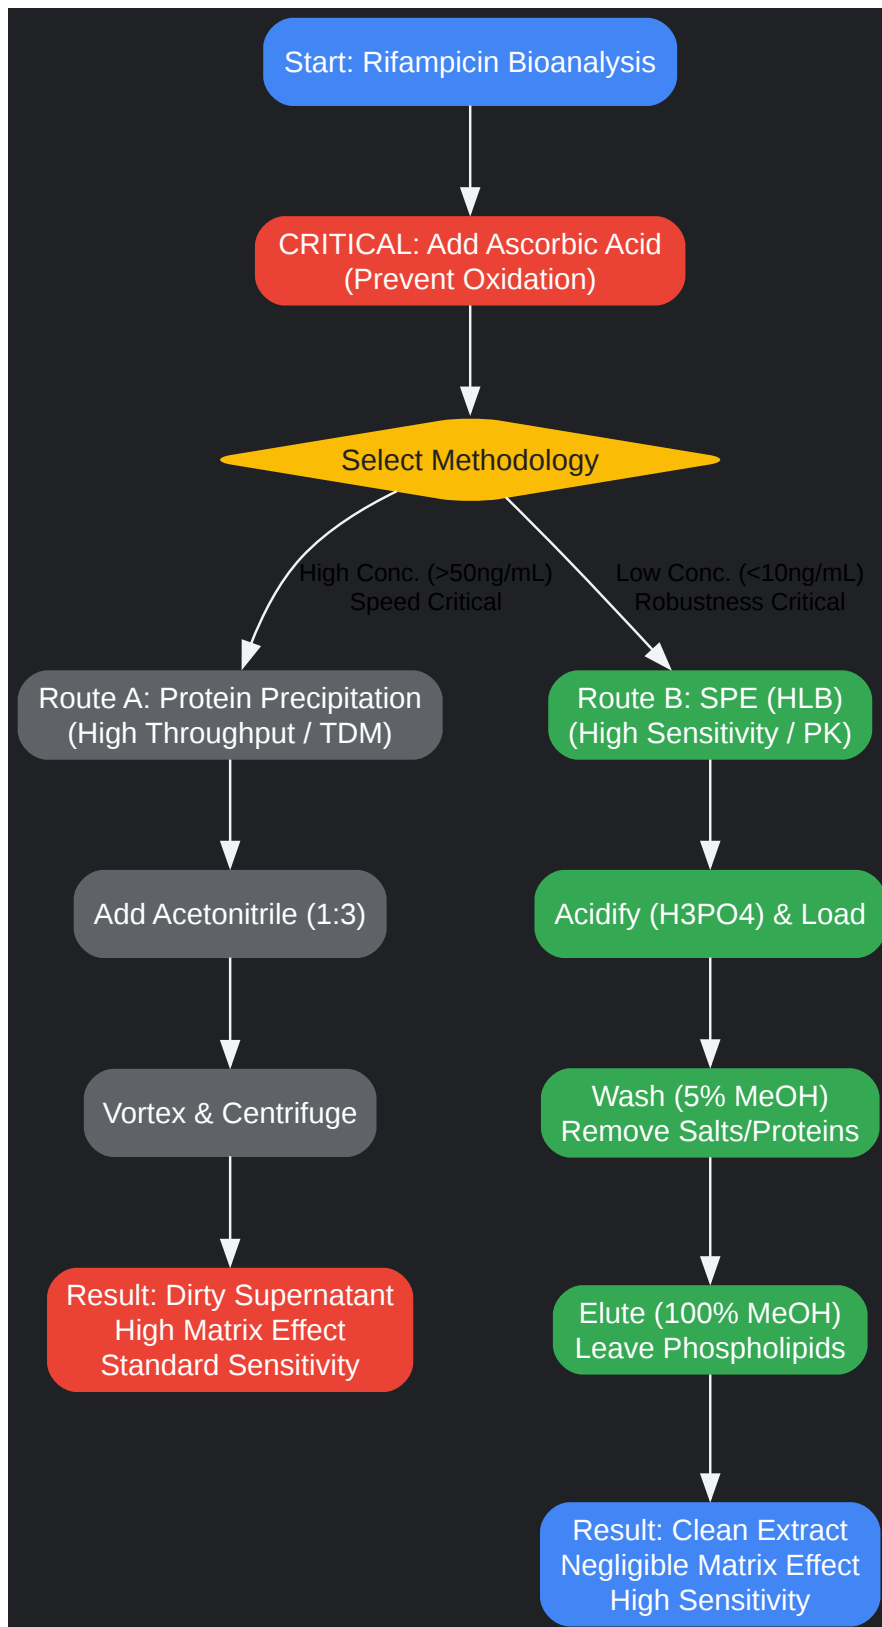 Start: Rifampicin Bioanalysis
CRITICAL: Add Ascorbic Acid
(Prevent Oxidation)
Select Methodology
High Conc. (>50ng/mL)
Speed Critical
Low Conc. (<10ng/mL)
Robustness Critical
Route A: Protein Precipitation
(High Throughput / TDM)
Route B: SPE (HLB)
(High Sensitivity / PK)
Add Acetonitrile (1:3)
Acidify (H3PO4) & Load
Vortex & Centrifuge
Wash (5% MeOH)
Remove Salts/Proteins
Result: Dirty Supernatant
High Matrix Effect
Standard Sensitivity
Elute (100% MeOH)
Leave Phospholipids
Result: Clean Extract
Negligible Matrix Effect
High Sensitivity